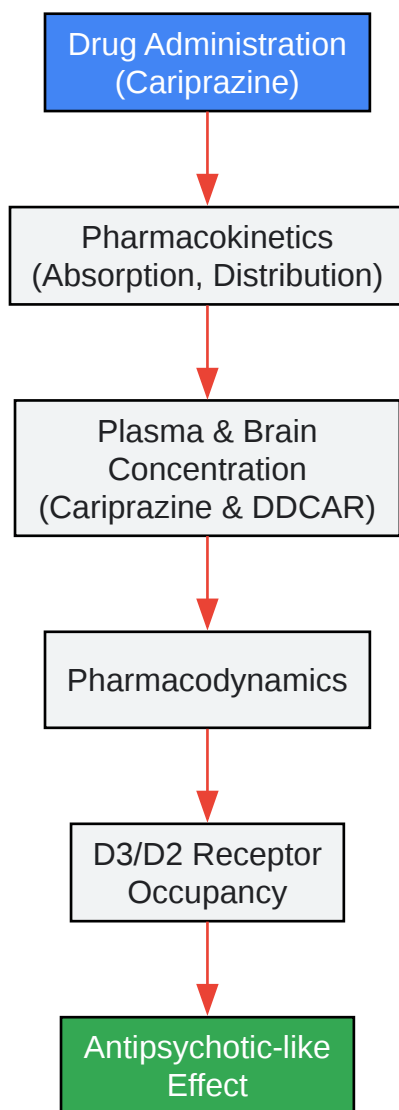 Drug Administration
(Cariprazine)
Pharmacokinetics
(Absorption, Distribution)
Plasma & Brain
Concentration
(Cariprazine & DDCAR)
Pharmacodynamics
D3/D2 Receptor
Occupancy
Antipsychotic-like
Effect